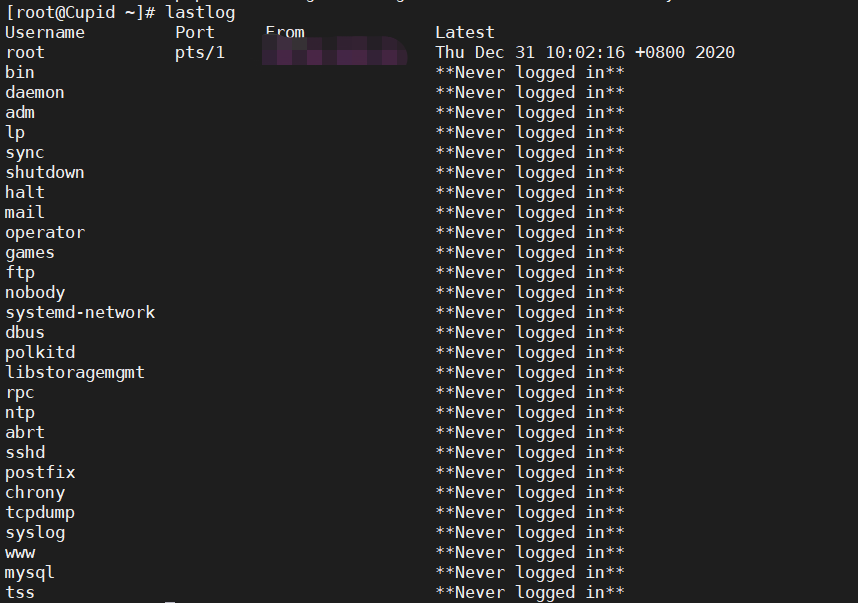 [root@Cupid ~]# lastlog
Username         Port     From             Latest
root             pts/1                     Thu Dec 31 10:02:16 +0800 2020
bin                                        **Never logged in**
daemon                                     **Never logged in**
adm                                        **Never logged in**
lp                                         **Never logged in**
sync                                       **Never logged in**
shutdown                                   **Never logged in**
halt                                       **Never logged in**
mail                                       **Never logged in**
operator                                   **Never logged in**
games                                      **Never logged in**
ftp                                        **Never logged in**
nobody                                     **Never logged in**
systemd-network                            **Never logged in**
dbus                                       **Never logged in**
polkitd                                    **Never logged in**
libstoragemgmt                             **Never logged in**
rpc                                        **Never logged in**
ntp                                        **Never logged in**
abrt                                       **Never logged in**
sshd                                       **Never logged in**
postfix                                    **Never logged in**
chrony                                     **Never logged in**
tcpdump                                    **Never logged in**
syslog                                     **Never logged in**
www                                        **Never logged in**
mysql                                      **Never logged in**
tss                                        **Never logged in**